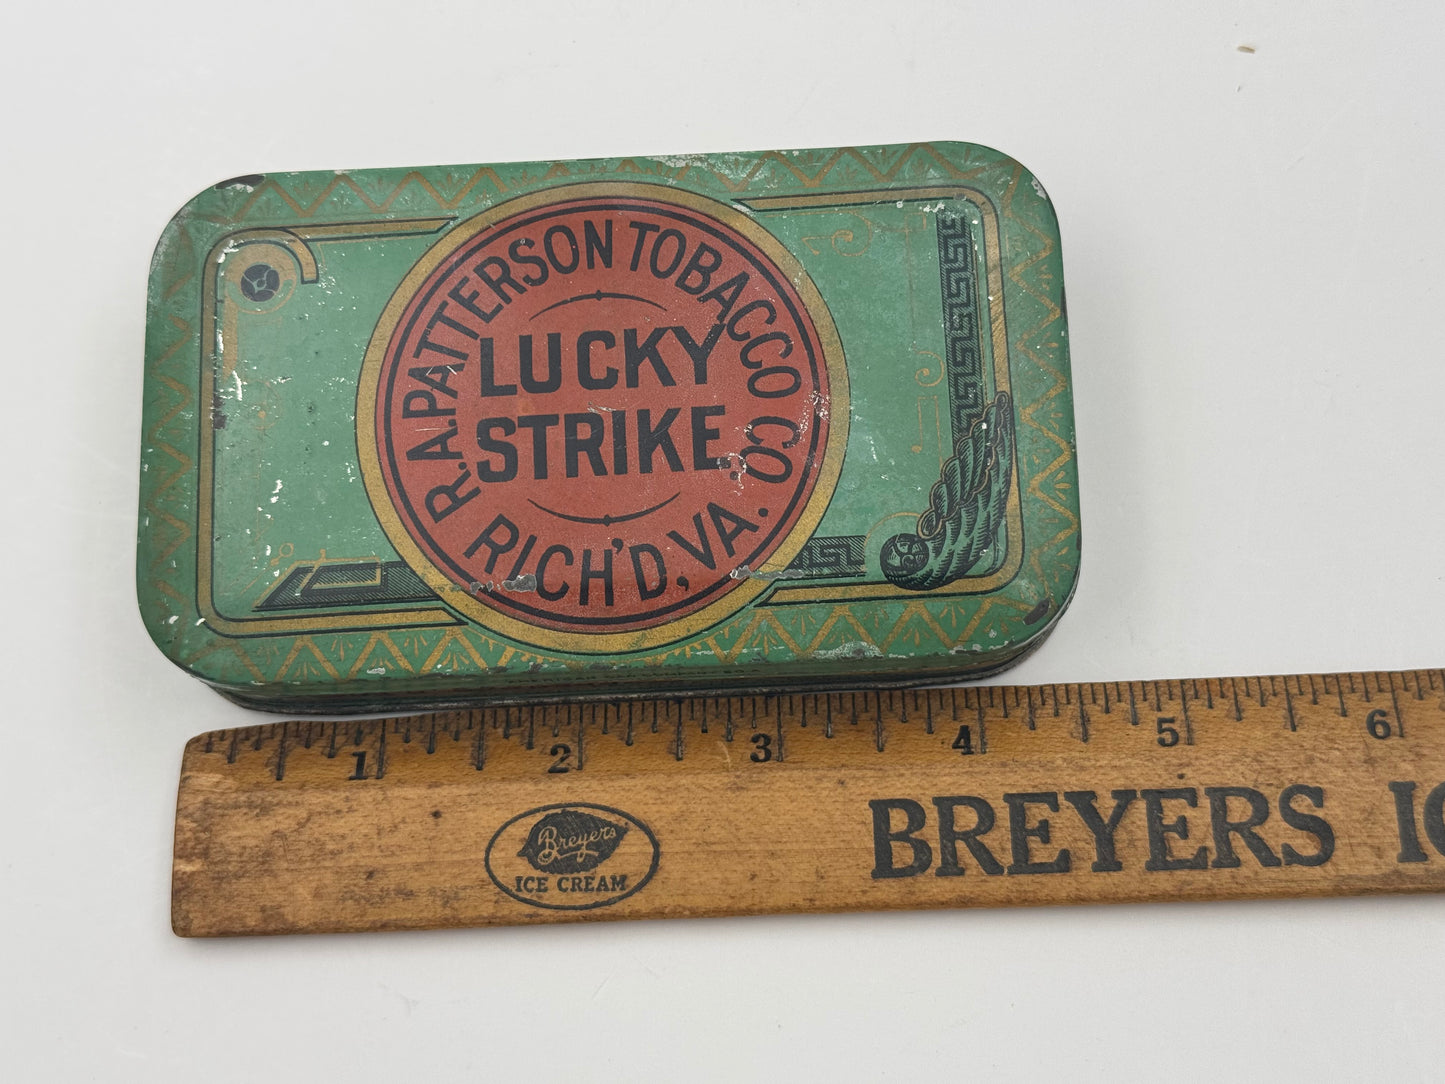 R.A. PATTERSON TOBACCO CO.
LUCKY
STRIKE
RICH'D, VA.
1 2 3 4 5 6
Breyers
ICE CREAM
BREYERS